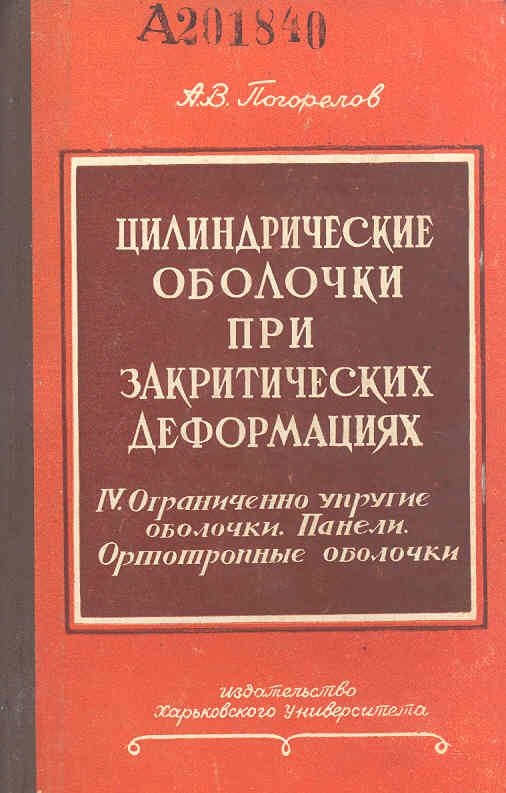 А201840
А.В. Погорелов
ЦИЛИНДРИЧЕСКИЕ
ОБОЛОЧКИ
ПРИ
ЗАКРИТИЧЕСКИХ
ДЕФОРМАЦИЯХ
IV. Ограниченно упругие
оболочки. Панели.
Ортотропные оболочки
Издательство
Харьковского Университета